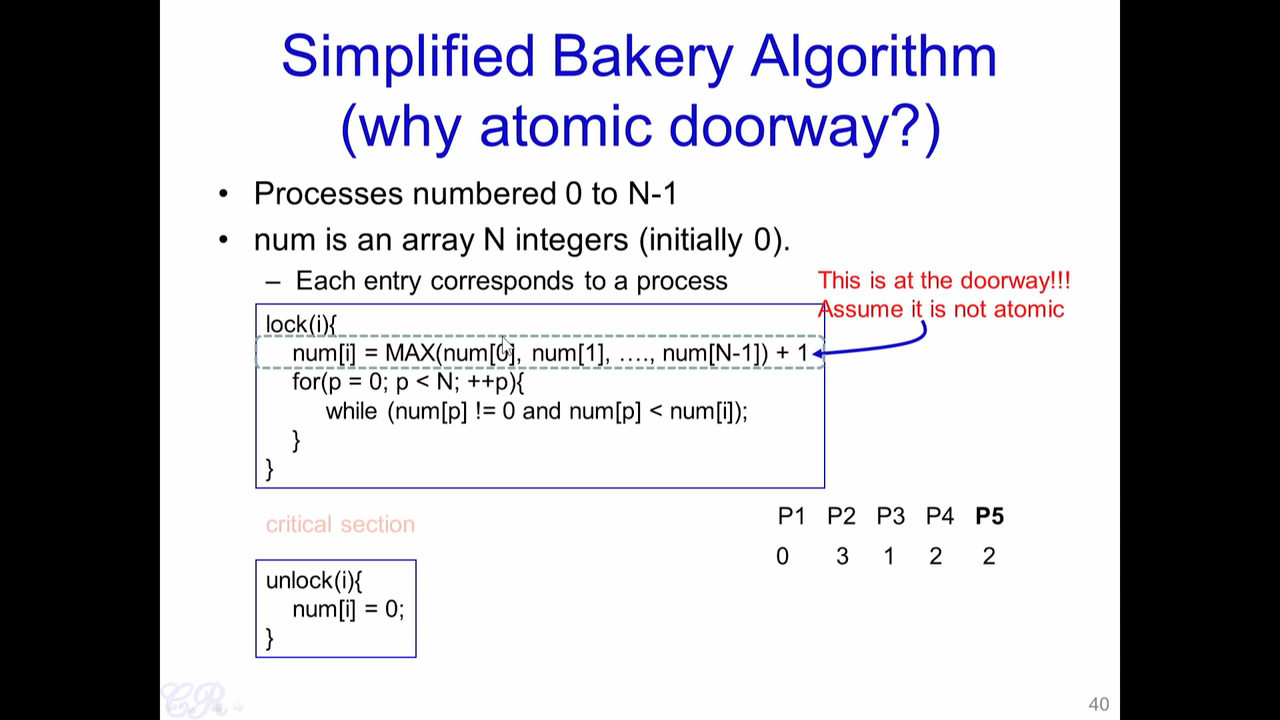 Simplified Bakery Algorithm
(why atomic doorway?)
• Processes numbered 0 to N-1
• num is an array N integers (initially 0).
– Each entry corresponds to a process
This is at the doorway!!!
Assume it is not atomic
lock(i){
num[i] = MAX(num[0], num[1], …., num[N-1]) + 1
for(p = 0; p < N; ++p){
while (num[p] != 0 and num[p] < num[i]);
}
}
critical section
P1 P2 P3 P4 P5
0 3 1 2 2
unlock(i){
num[i] = 0;
}
CR
40